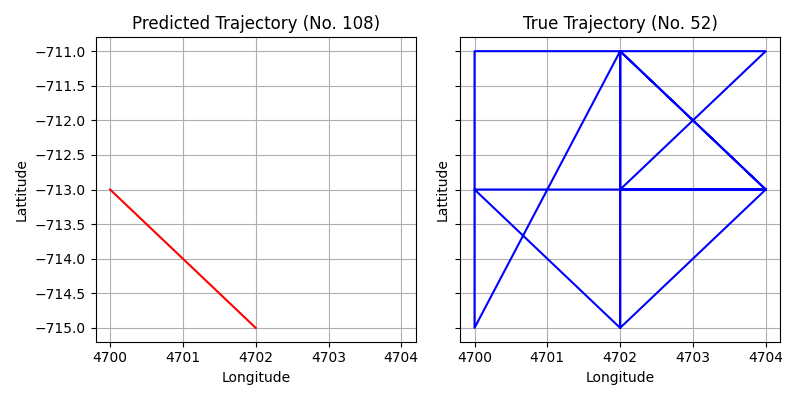 Predicted Trajectory (No. 108)
True Trajectory (No. 52)
Lattitude
−711.0
−711.5
−712.0
−712.5
−713.0
−713.5
−714.0
−714.5
−715.0
4700 4701 4702 4703 4704
Longitude
Lattitude
4700 4701 4702 4703 4704
Longitude